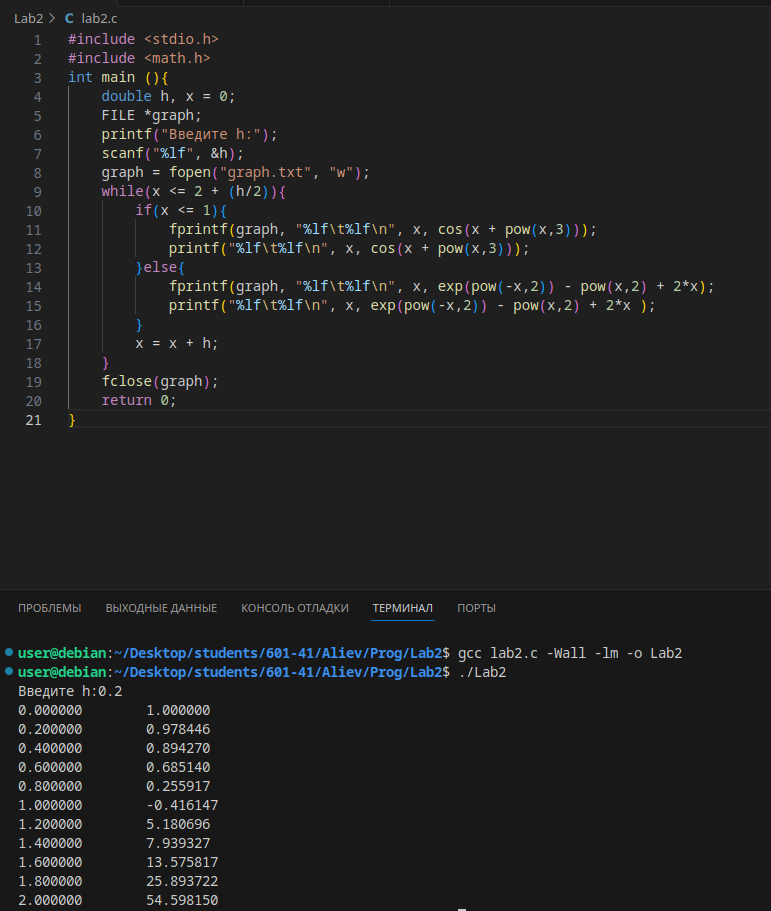 Lab2 > C lab2.c
1 #include <stdio.h>
2 #include <math.h>
3 int main (){
4     double h, x = 0;
5     FILE *graph;
6     printf("Введите h:");
7     scanf("%lf", &h);
8     graph = fopen("graph.txt", "w");
9     while(x <= 2 + (h/2)){
10         if(x <= 1){
11             fprintf(graph, "%lf\t%lf\n", x, cos(x + pow(x,3)));
12             printf("%lf\t%lf\n", x, cos(x + pow(x,3)));
13         }else{
14             fprintf(graph, "%lf\t%lf\n", x, exp(pow(-x,2)) - pow(x,2) + 2*x);
15             printf("%lf\t%lf\n", x, exp(pow(-x,2)) - pow(x,2) + 2*x );
16         }
17         x = x + h;
18     }
19     fclose(graph);
20     return 0;
21 }
ПРОБЛЕМЫ ВЫХОДНЫЕ ДАННЫЕ КОНСОЛЬ ОТЛАДКИ ТЕРМИНАЛ ПОРТЫ
user@debian:~/Desktop/students/601-41/Aliev/Prog/Lab2$ gcc lab2.c -Wall -lm -o Lab2
user@debian:~/Desktop/students/601-41/Aliev/Prog/Lab2$ ./Lab2
Введите h:0.2
0.000000 1.000000
0.200000 0.978446
0.400000 0.894270
0.600000 0.685140
0.800000 0.255917
1.000000 -0.416147
1.200000 5.180696
1.400000 7.939327
1.600000 13.575817
1.800000 25.893722
2.000000 54.598150